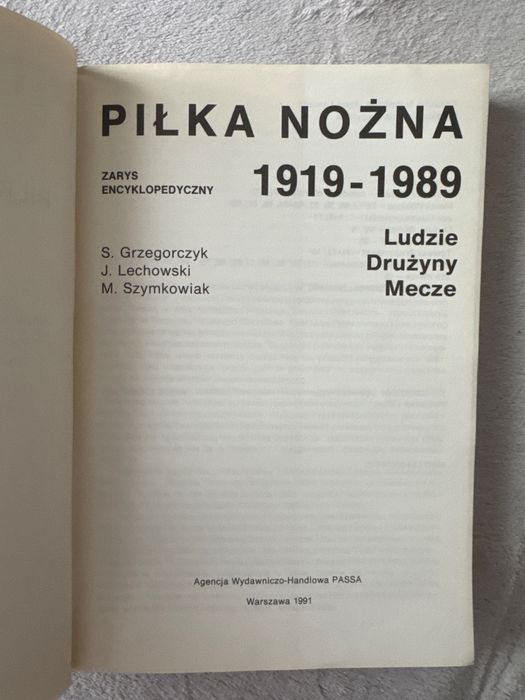 PIŁKA NOŻNA
ZARYS
ENCYKLOPEDYCZNY
1919-1989
Ludzie
Drużyny
Mecze
S. Grzegorczyk
J. Lechowski
M. Szymkowiak
Agencja Wydawniczo-Handlowa PASSA
Warszawa 1991